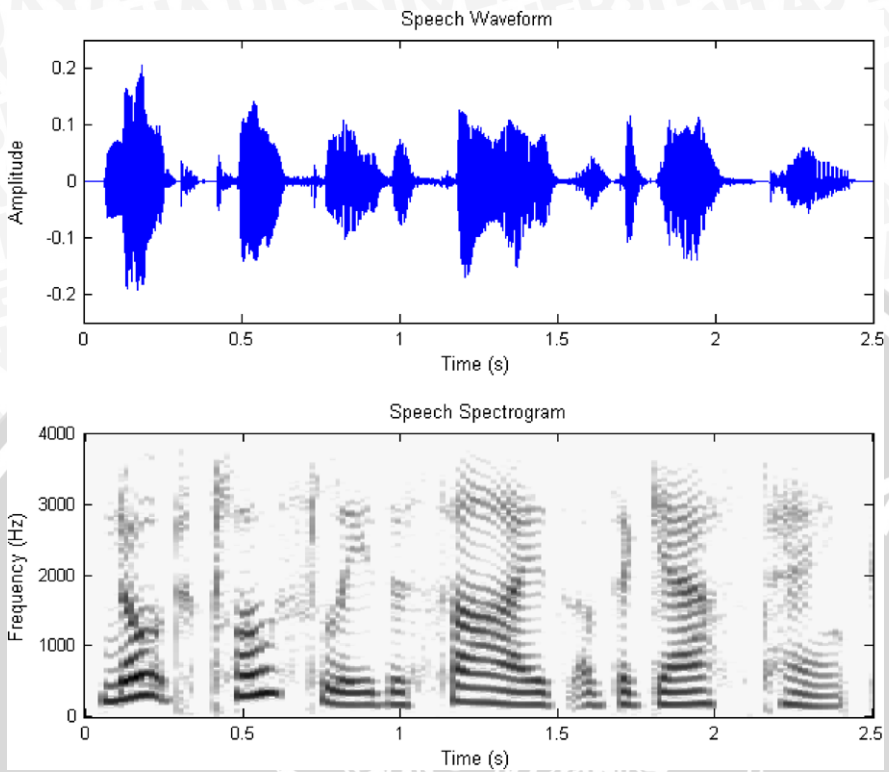 Speech Waveform
0.2
0.1
0
-0.1
-0.2
Amplitude
0 0.5 1 1.5 2 2.5
Time (s)
Speech Spectrogram
4000
3000
2000
1000
0
Frequency (Hz)
0 0.5 1 1.5 2 2.5
Time (s)